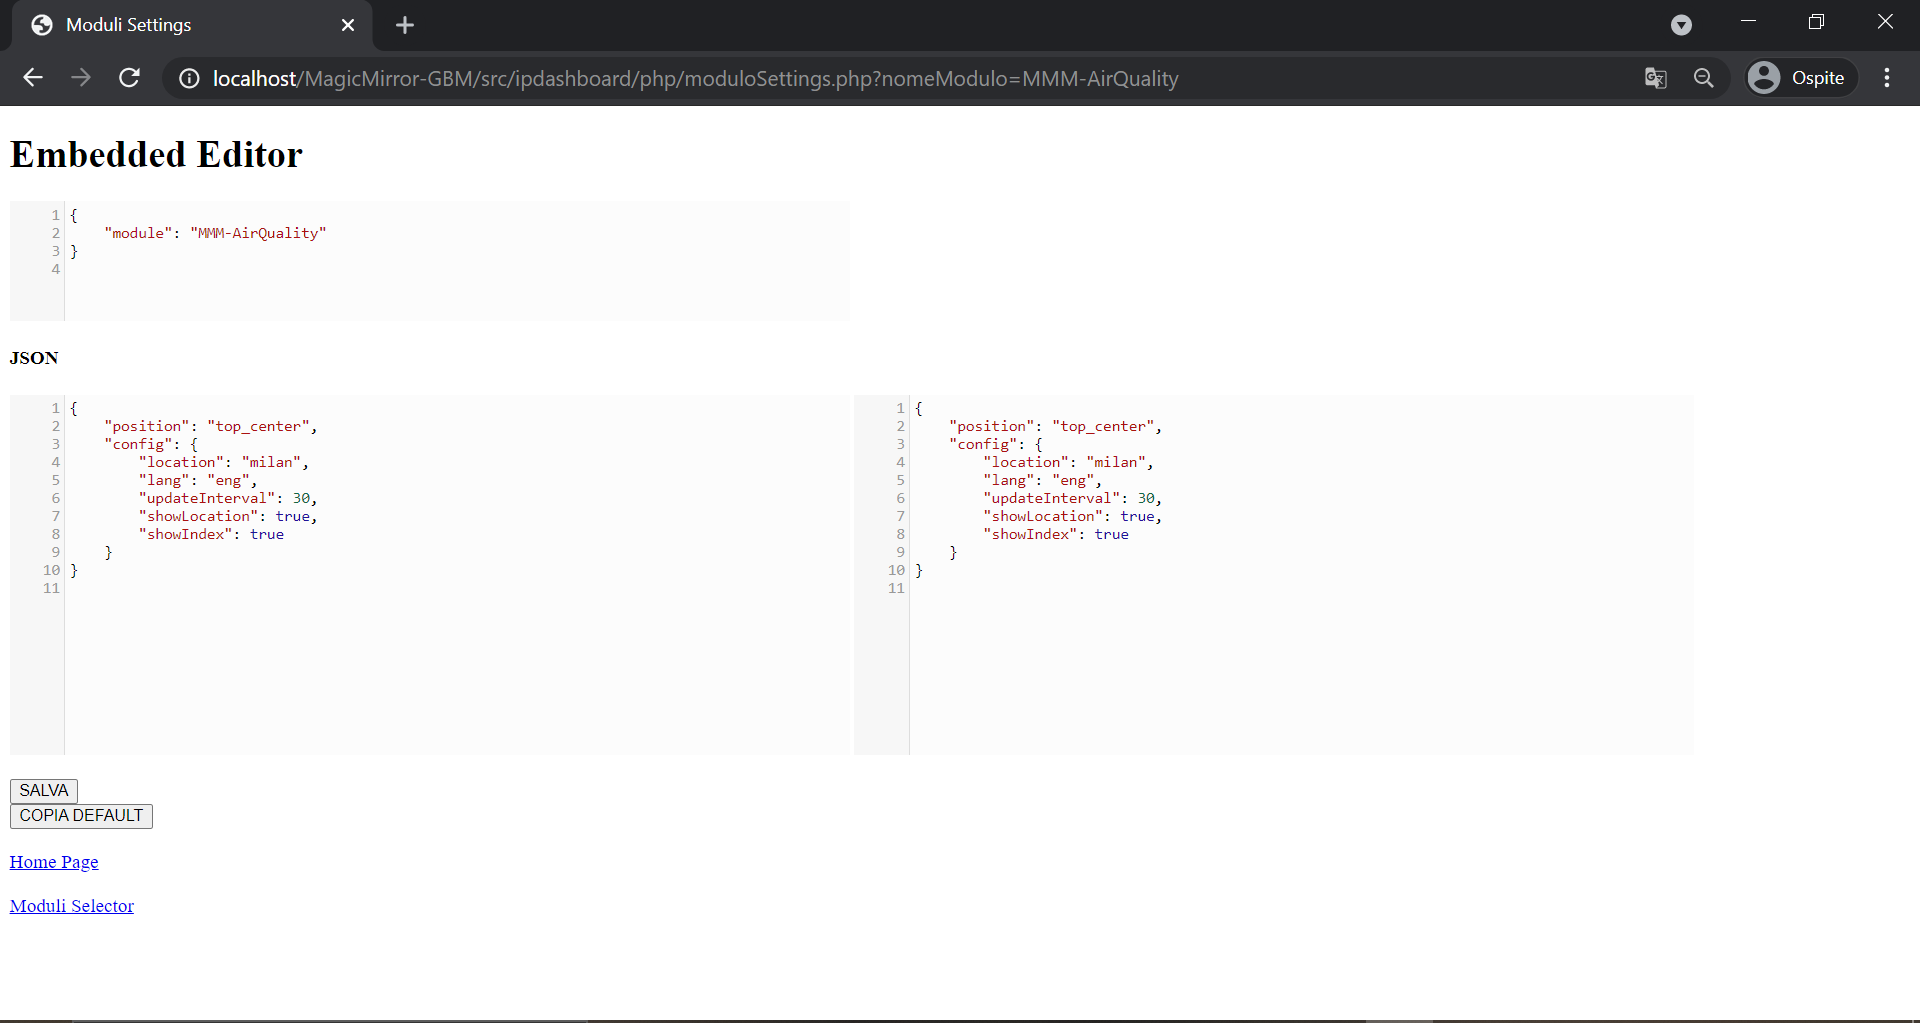 Moduli Settings
localhost/MagicMirror-GBM/src/ipdashboard/php/moduloSettings.php?nomeModulo=MMM-AirQuality
Ospite
Embedded Editor
1 {
2 "module": "MMM-AirQuality"
3 }
4
JSON
1 {
2 "position": "top_center",
3 "config": {
4 "location": "milan",
5 "lang": "eng",
6 "updateInterval": 30,
7 "showLocation": true,
8 "showIndex": true
9 }
10 }
11
1 {
2 "position": "top_center",
3 "config": {
4 "location": "milan",
5 "lang": "eng",
6 "updateInterval": 30,
7 "showLocation": true,
8 "showIndex": true
9 }
10 }
11
SALVA
COPIA DEFAULT
Home Page
Moduli Selector